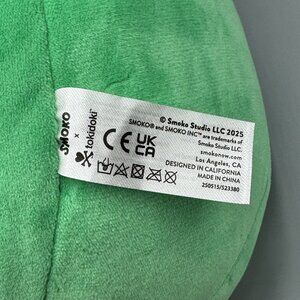 SMOKO
x
tokidoki
CE UK CA
© Smoko Studio LLC 2025
SMOKO® and SMOKO INC™ are trademarks of
Smoko Studio LLC.
smokonow.com
Los Angeles, CA
DESIGNED IN CALIFORNIA
MADE IN CHINA
250515/523380